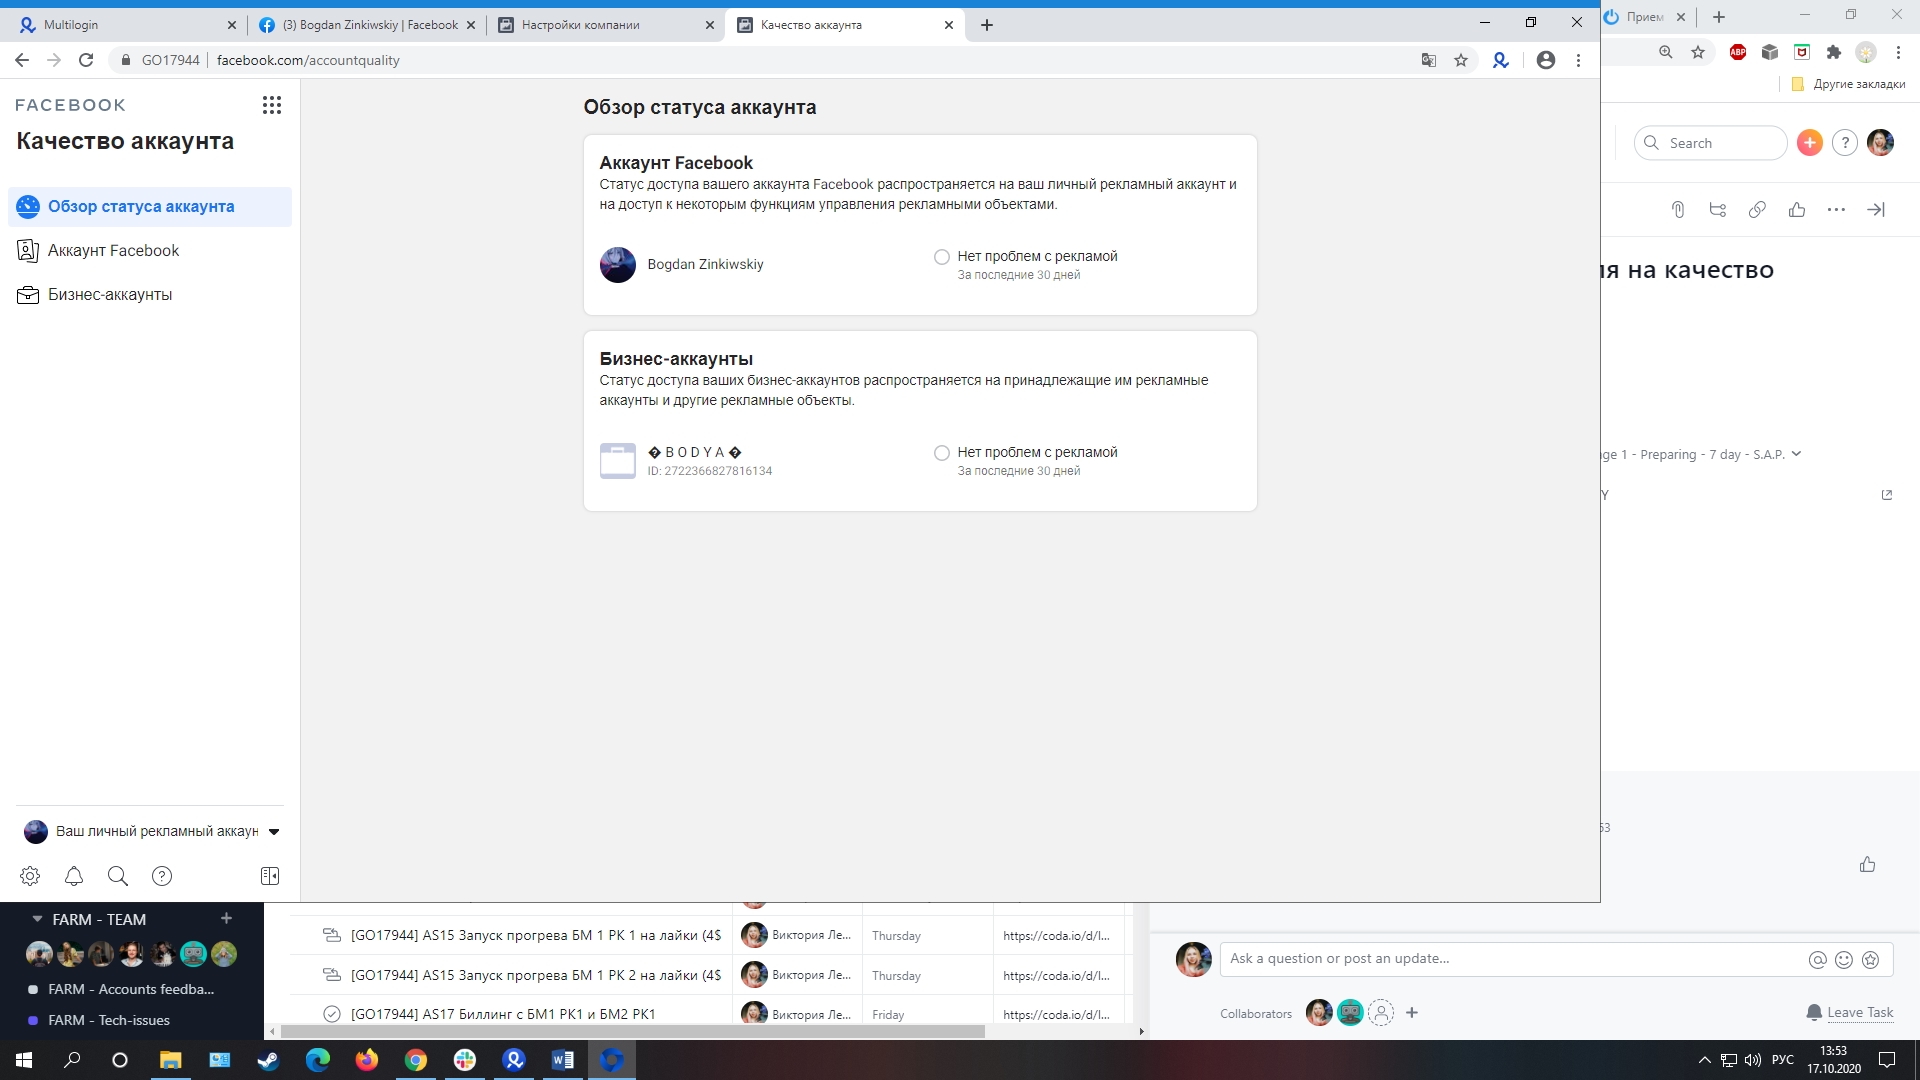 Multilogin
(3) Bogdan Zinkiwskiy | Facebook
Настройки компании
Качество аккаунта
Прием
GO17944
facebook.com/accountquality
ABP
Другие закладки
FACEBOOK
Качество аккаунта
Обзор статуса аккаунта
Аккаунт Facebook
Бизнес-аккаунты
Обзор статуса аккаунта
Аккаунт Facebook
Статус доступа вашего аккаунта Facebook распространяется на ваш личный рекламный аккаунт и
на доступ к некоторым функциям управления рекламными объектами.
Bogdan Zinkiwskiy
Нет проблем с рекламой
За последние 30 дней
Бизнес-аккаунты
Статус доступа ваших бизнес-аккаунтов распространяется на принадлежащие им рекламные
аккаунты и другие рекламные объекты.
� B O D Y A �
ID: 2722366827816134
Нет проблем с рекламой
За последние 30 дней
Search
ия на качество
ge 1 - Preparing - 7 day - S.A.P.
Y
53
Ваш личный рекламный аккаун
FARM - TEAM
FARM - Accounts feedba...
FARM - Tech-issues
[GO17944] AS15 Запуск прогрева БМ 1 РК 1 на лайки (4$
Виктория Ле...
Thursday
https://coda.io/d/l...
[GO17944] AS15 Запуск прогрева БМ 1 РК 2 на лайки (4$
Виктория Ле...
Thursday
https://coda.io/d/l...
[GO17944] AS17 Биллинг с БМ1 РК1 и БМ2 РК1
Виктория Ле...
Friday
https://coda.io/d/l...
Ask a question or post an update...
Collaborators
Leave Task
РУС
13:53
17.10.2020